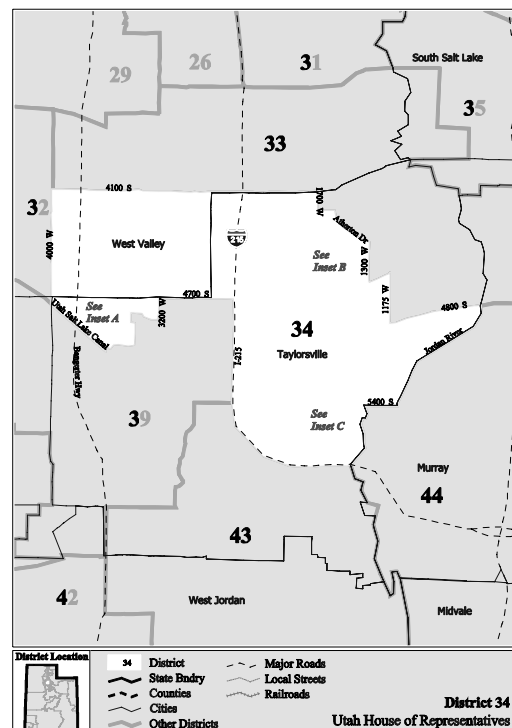 29
26
31
South Salt Lake
35
33
4100 S
1700 W
32
4000 W
West Valley
215
Atherton Dr
See
Inset B
1300 W
4700 S
1175 W
4800 S
See
Inset A
Utah Salt Lake Canal
3200 W
34
Taylorsville
Jordan River
I-215
Bangerter Hwy
5400 S
39
See
Inset C
Murray
44
43
42
West Jordan
Midvale
District Location
34 District
State Bndry
Counties
Cities
Other Districts
Major Roads
Local Streets
Railroads
District 34
Utah House of Representatives